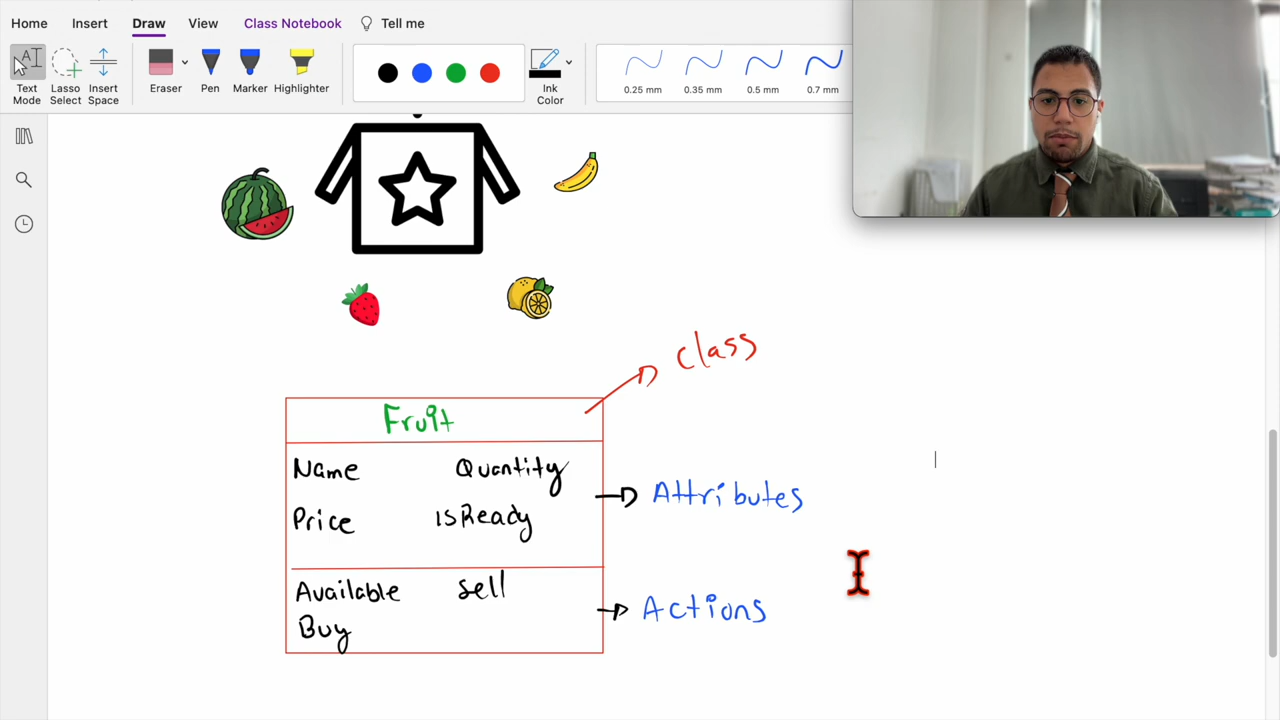 Home Insert Draw View Class Notebook Tell me
Text Mode
Lasso Select
Insert Space
Eraser
Pen
Marker
Highlighter
Ink Color
0.25 mm
0.35 mm
0.5 mm
0.7 mm
Class
Fruit
Name Quantity
Price isReady
Attributes
Available Sell
Buy
Actions